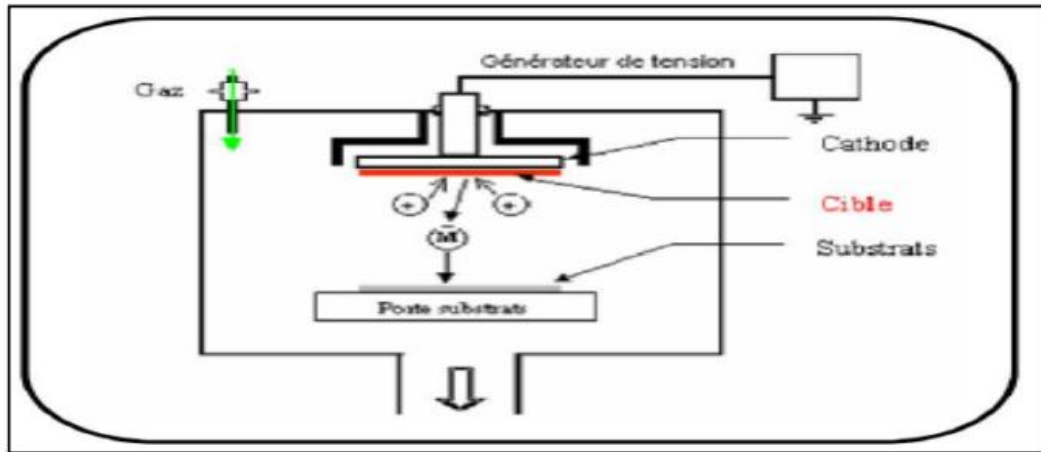 Générateur de tension
Gaz
Cathode
Cible
+
+
M
Substrats
Porte substrats